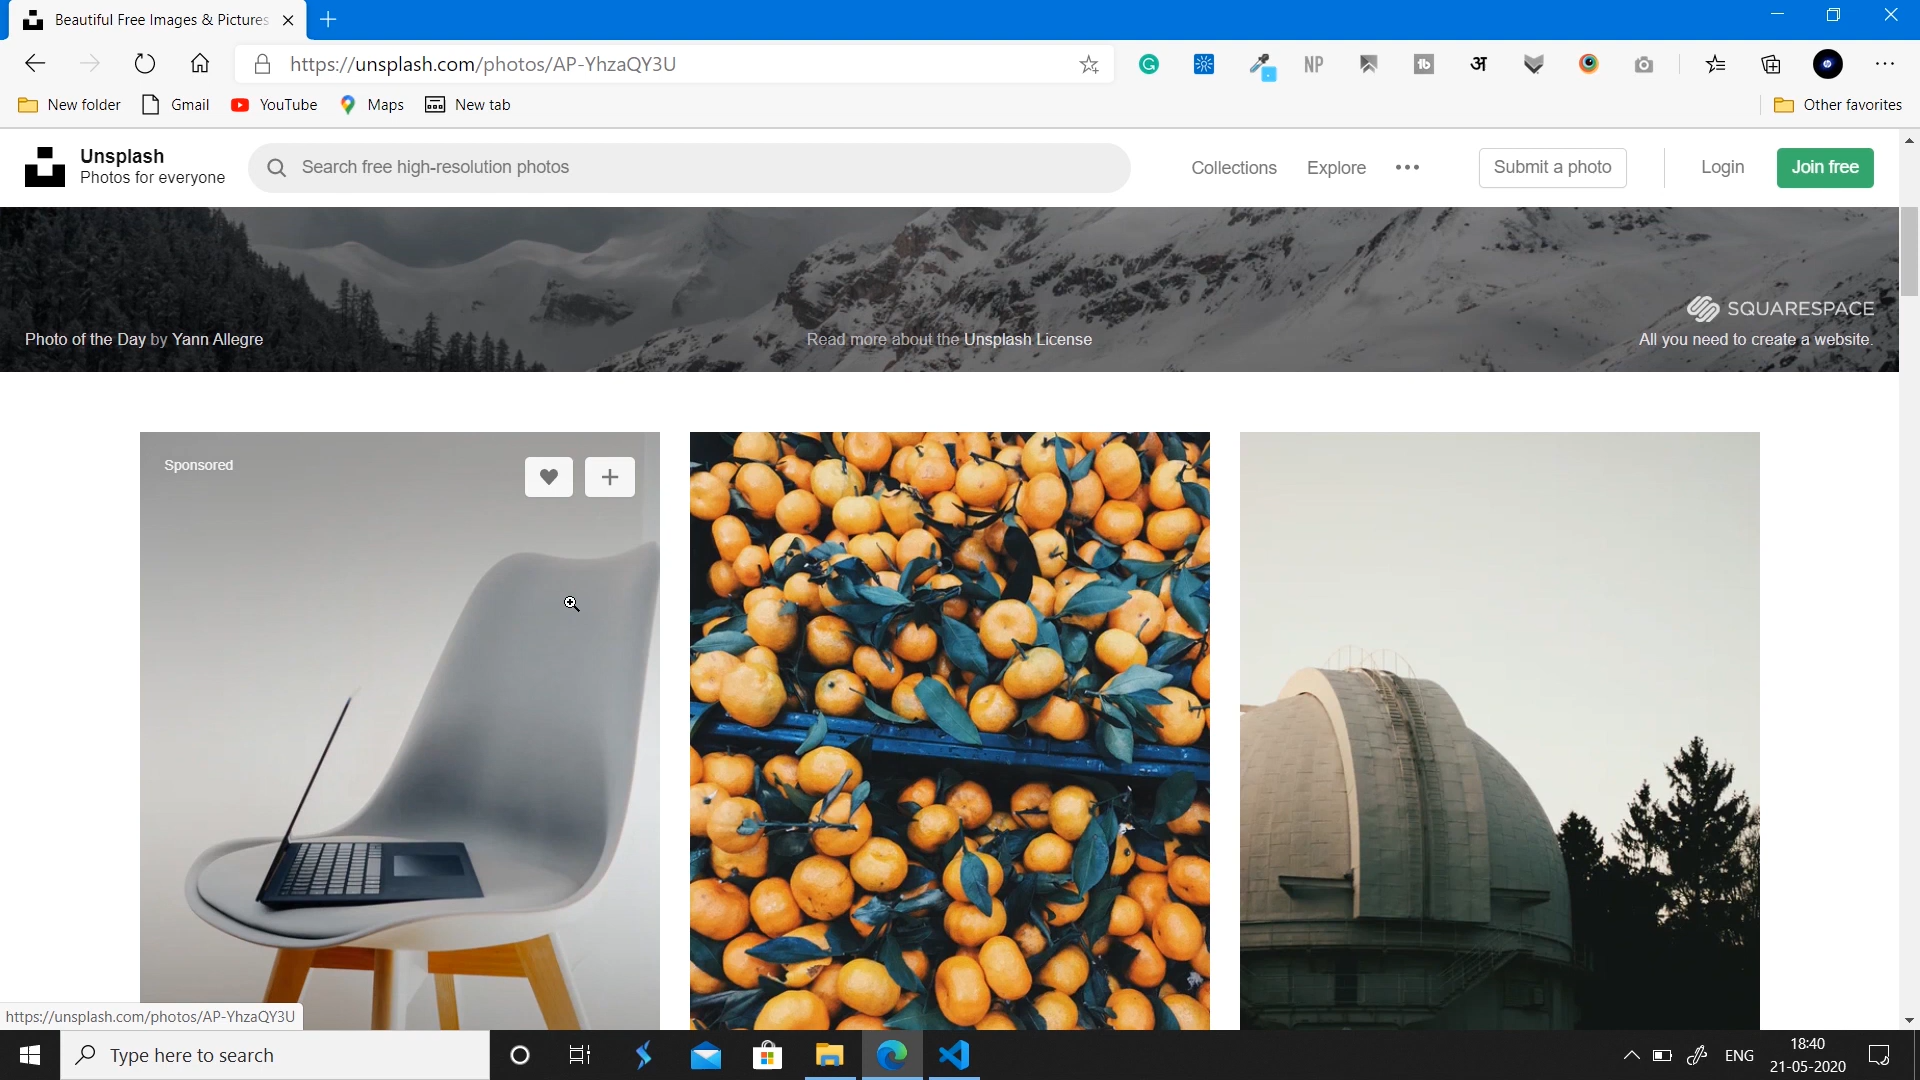 Beautiful Free Images & Pictures
https://unsplash.com/photos/AP-YhzaQY3U
NP
अ
New folder
Gmail
YouTube
Maps
New tab
Other favorites
Unsplash
Photos for everyone
Search free high-resolution photos
Collections
Explore
Submit a photo
Login
Join free
SQUARESPACE
Photo of the Day by Yann Allegre
Read more about the Unsplash License
All you need to create a website.
Sponsored
https://unsplash.com/photos/AP-YhzaQY3U
Type here to search
ENG
18:40
21-05-2020